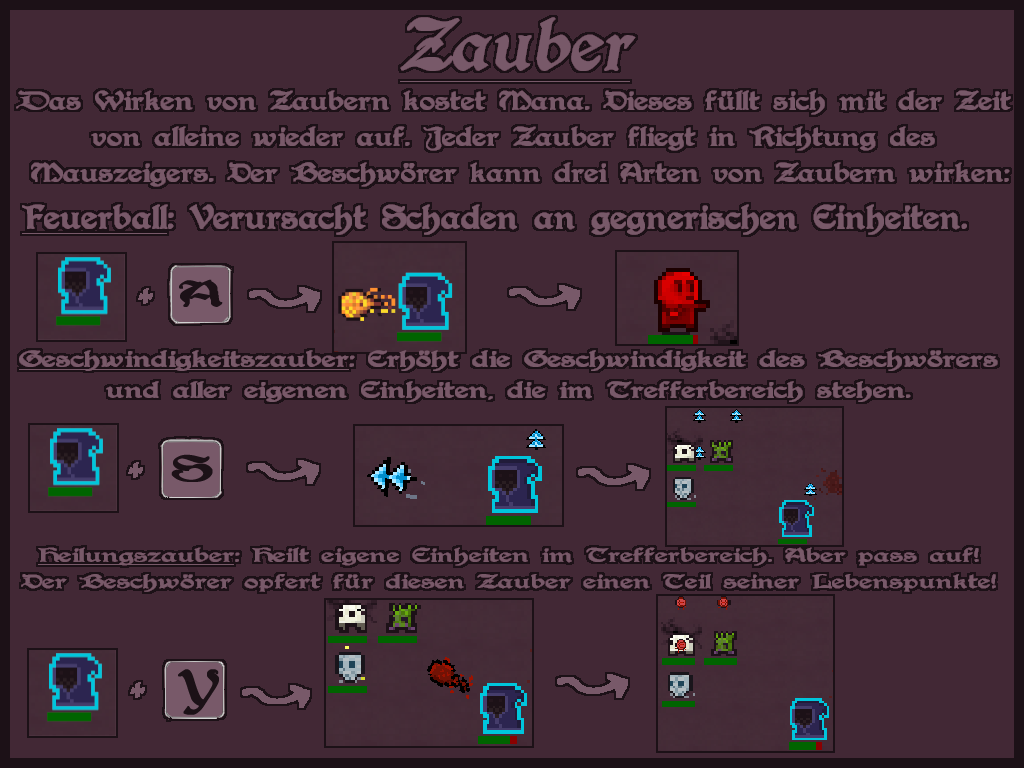 Zauber
Das Wirken von Zaubern kostet Mana. Dieses füllt sich mit der Zeit
von alleine wieder auf. Jeder Zauber fliegt in Richtung des
Mauszeigers. Der Beschwörer kann drei Arten von Zaubern wirken:
Feuerball: Verursacht Schaden an gegnerischen Einheiten.
+ A
Geschwindigkeitszauber: Erhöht die Geschwindigkeit des Beschwörers
und aller eigenen Einheiten, die im Trefferbereich stehen.
+ S
Heilungszauber: Heilt eigene Einheiten im Trefferbereich. Aber pass auf!
Der Beschwörer opfert für diesen Zauber einen Teil seiner Lebenspunkte!
+ Y